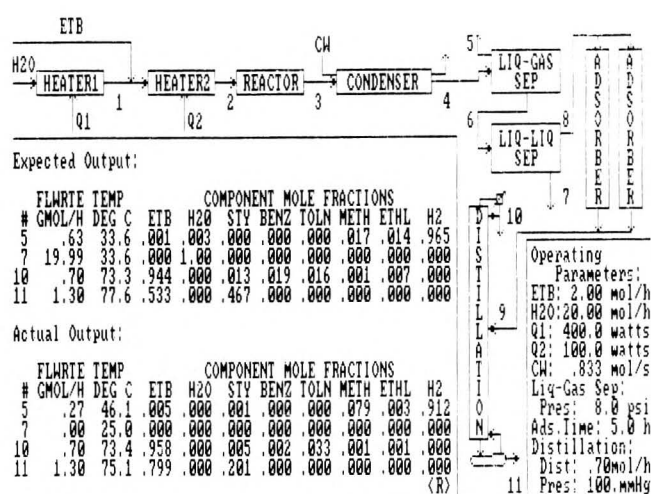 ETB
H2O
HEATER1
HEATER2
REACTOR
CONDENSER
CW
LIQ-GAS
SEP
LIQ-LIQ
SEP
ADSORBER
ADSORBER
1
2
3
4
5
6
7
8
Q1
Q2
Expected Output:
FLWRTE TEMP COMPONENT MOLE FRACTIONS
# GMOL/H DEG C ETB H2O STY BENZ TOLN METH ETHL H2
5 .63 33.6 .001 .003 .000 .000 .000 .017 .014 .965
7 19.99 33.6 .000 1.00 .000 .000 .000 .000 .000 .000
10 .70 73.3 .944 .000 .013 .019 .016 .001 .007 .000
11 1.30 77.6 .533 .000 .467 .000 .000 .000 .000 .000
Actual Output:
FLWRTE TEMP COMPONENT MOLE FRACTIONS
# GMOL/H DEG C ETB H2O STY BENZ TOLN METH ETHL H2
5 .27 46.1 .005 .000 .001 .000 .000 .079 .003 .912
7 .00 25.0 .000 .000 .000 .000 .000 .000 .000 .000
10 .70 73.4 .958 .000 .005 .002 .033 .001 .001 .000
11 1.30 75.1 .799 .000 .201 .000 .000 .000 .000 .000
<R>
DISTILLATION
10
9
11
Operating
Parameters:
ETB: 2.00 mol/h
H2O:20.00 mol/h
Q1: 400.0 watts
Q2: 100.0 watts
CW: .833 mol/s
Liq-Gas Sep:
Pres: 8.0 psi
Ads.Time: 5.0 h
Distillation:
Dist: .70mol/h
Pres: 100.mmHg